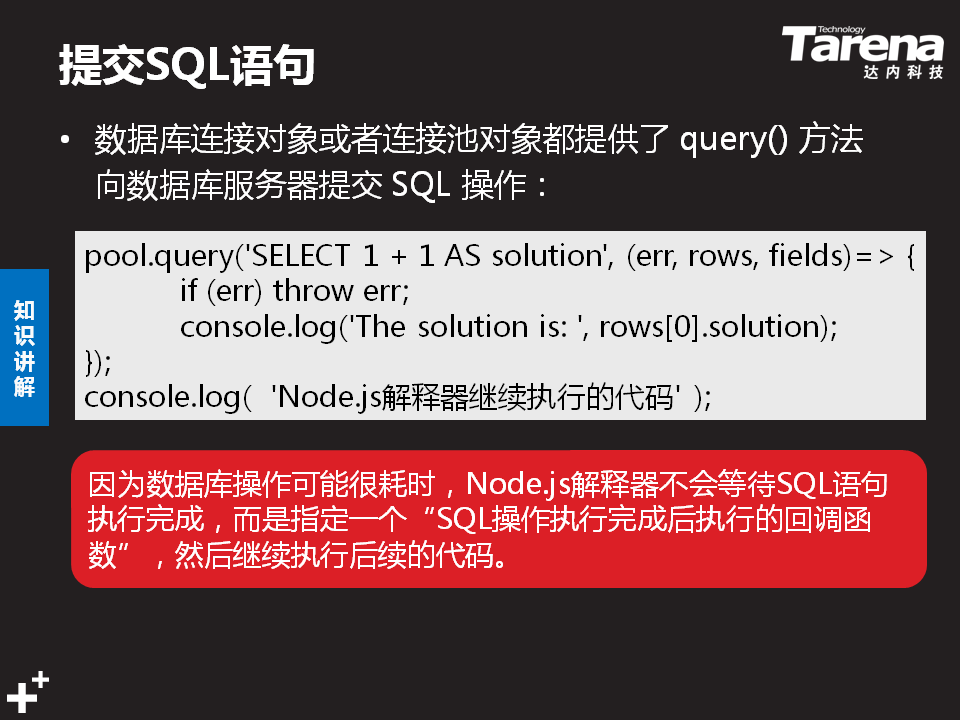 提交SQL语句
Technology
Tarena
达内科技
• 数据库连接对象或者连接池对象都提供了 query() 方法
向数据库服务器提交 SQL 操作：
pool.query('SELECT 1 + 1 AS solution', (err, rows, fields)=> {
if (err) throw err;
console.log('The solution is: ', rows[0].solution);
});
console.log( 'Node.js解释器继续执行的代码' );
知
识
讲
解
因为数据库操作可能很耗时，Node.js解释器不会等待SQL语句
执行完成，而是指定一个“SQL操作执行完成后执行的回调函
数”，然后继续执行后续的代码。